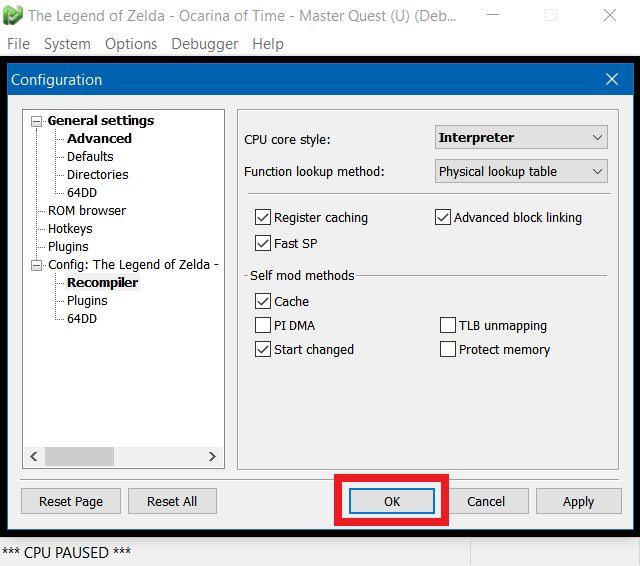 The Legend of Zelda - Ocarina of Time - Master Quest (U) (Deb...
File System Options Debugger Help
Configuration
General settings
Advanced
Defaults
Directories
64DD
ROM browser
Hotkeys
Plugins
Config: The Legend of Zelda -
Recompiler
Plugins
64DD
CPU core style: Interpreter
Function lookup method: Physical lookup table
Register caching Advanced block linking
Fast SP
Self mod methods
Cache
PI DMA TLB unmapping
Start changed Protect memory
Reset Page Reset All OK Cancel Apply
*** CPU PAUSED ***